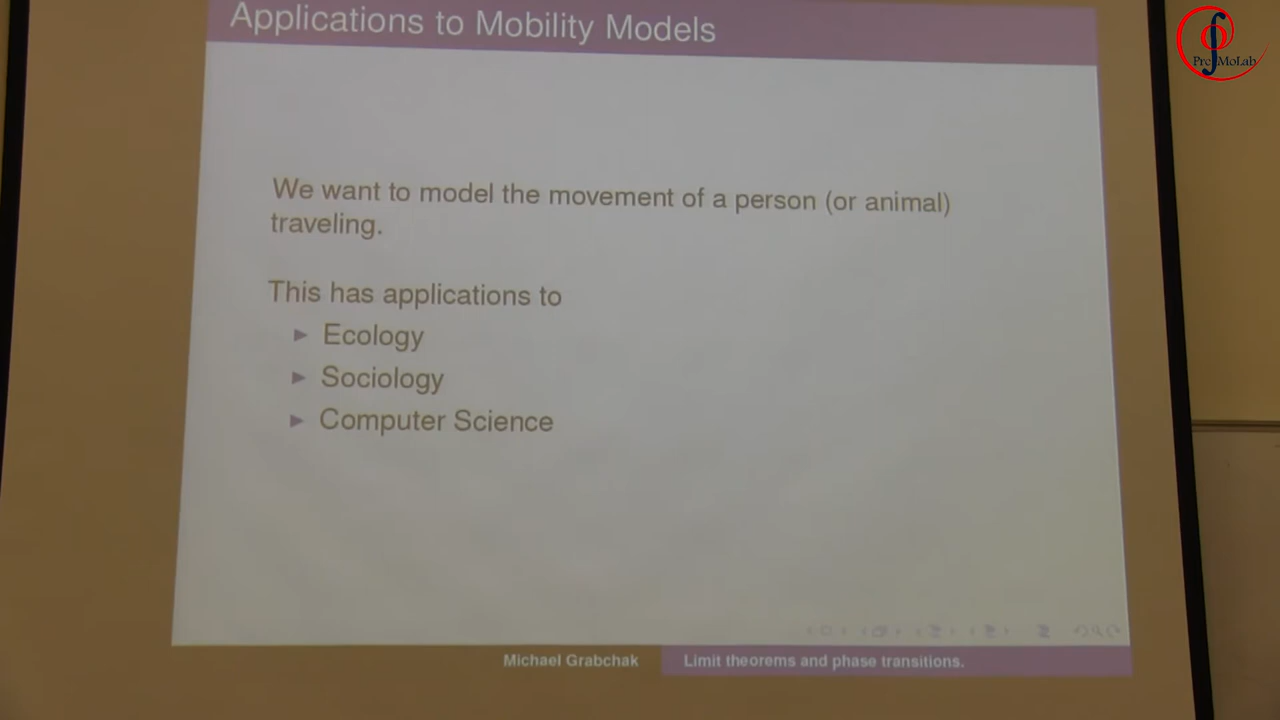 Applications to Mobility Models
PreMoLab
We want to model the movement of a person (or animal)
traveling.
This has applications to
Ecology
Sociology
Computer Science
Michael Grabchak
Limit theorems and phase transitions.